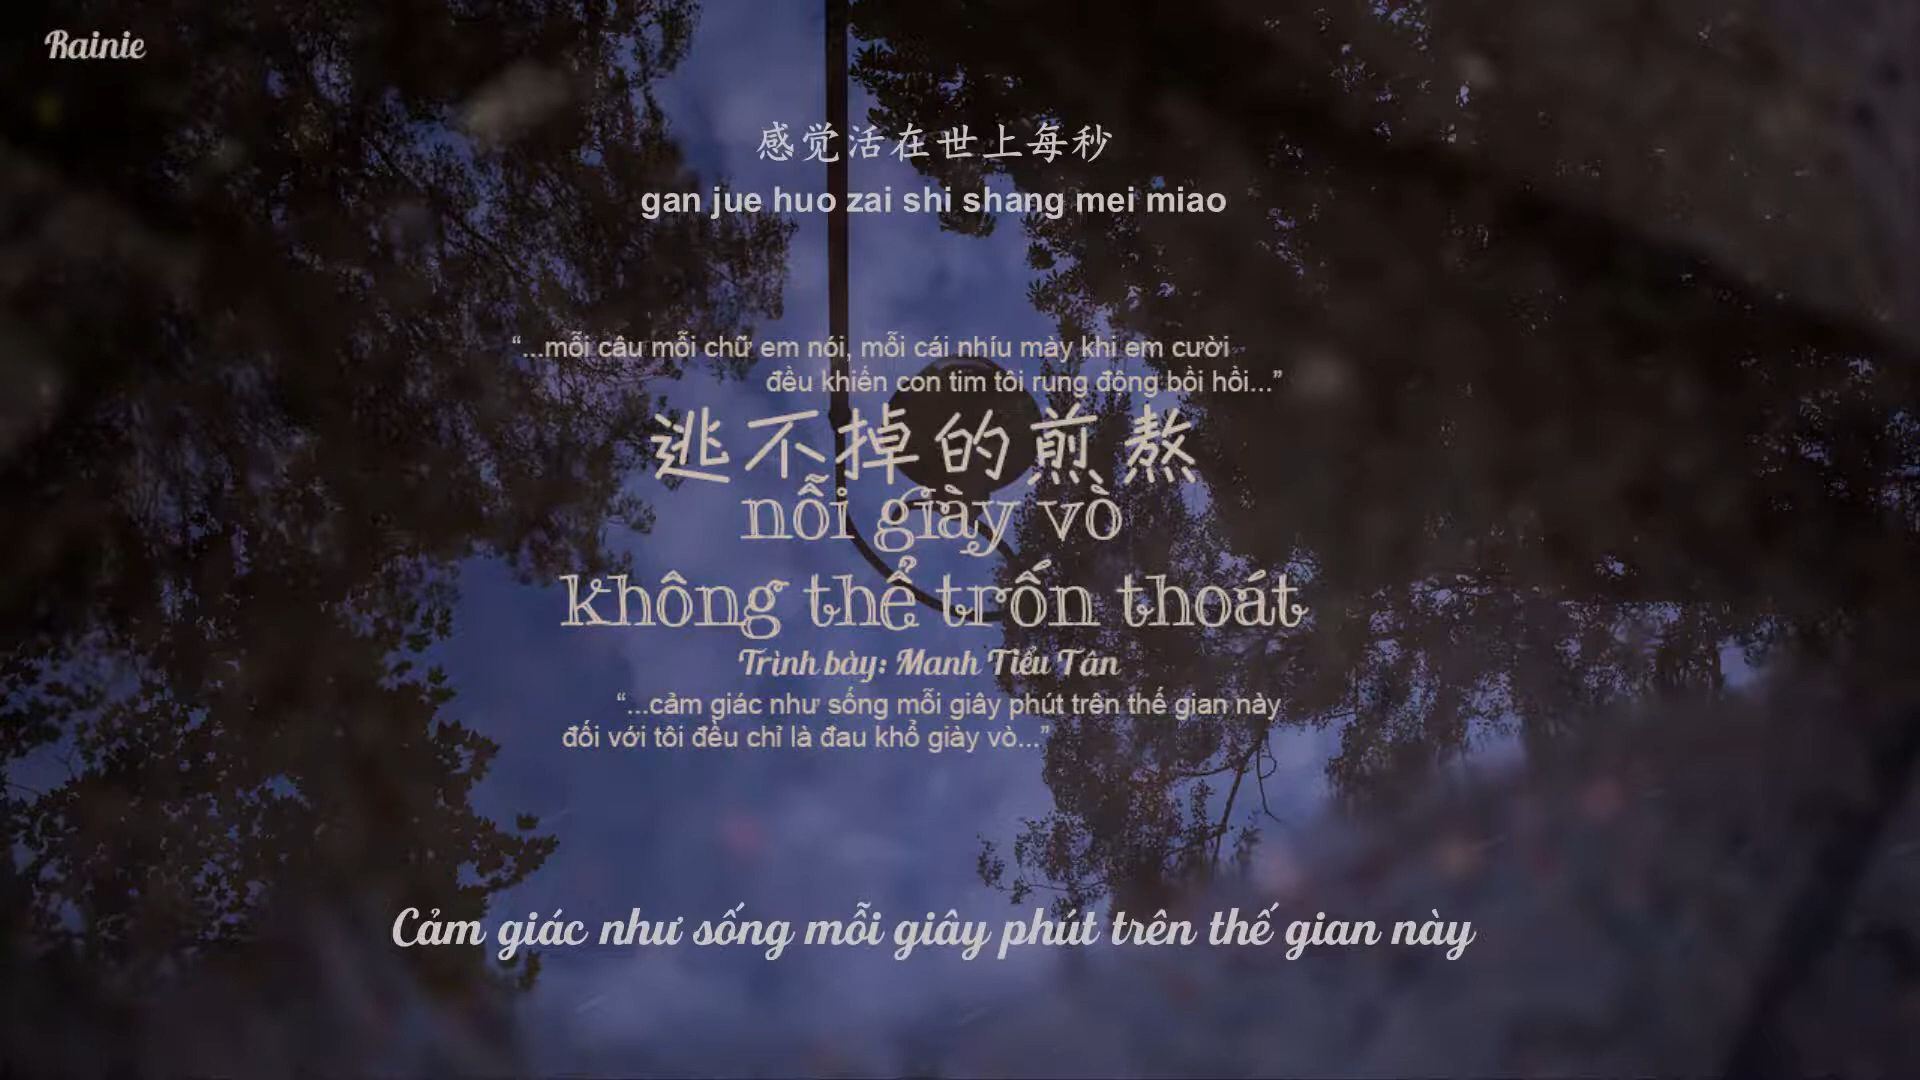 Rainie
感觉活在世上每秒
gan jue huo zai shi shang mei miao
“...mỗi câu mỗi chữ em nói, mỗi cái nhíu mày khi em cười
đều khiến con tim tôi rung động bồi hồi...”
逃不掉的煎熬
nỗi giày vò
không thể trốn thoát
Trình bày: Manh Tiểu Tân
“...cảm giác như sống mỗi giây phút trên thế gian này
đối với tôi đều chỉ là đau khổ giày vò...”
Cảm giác như sống mỗi giây phút trên thế gian này